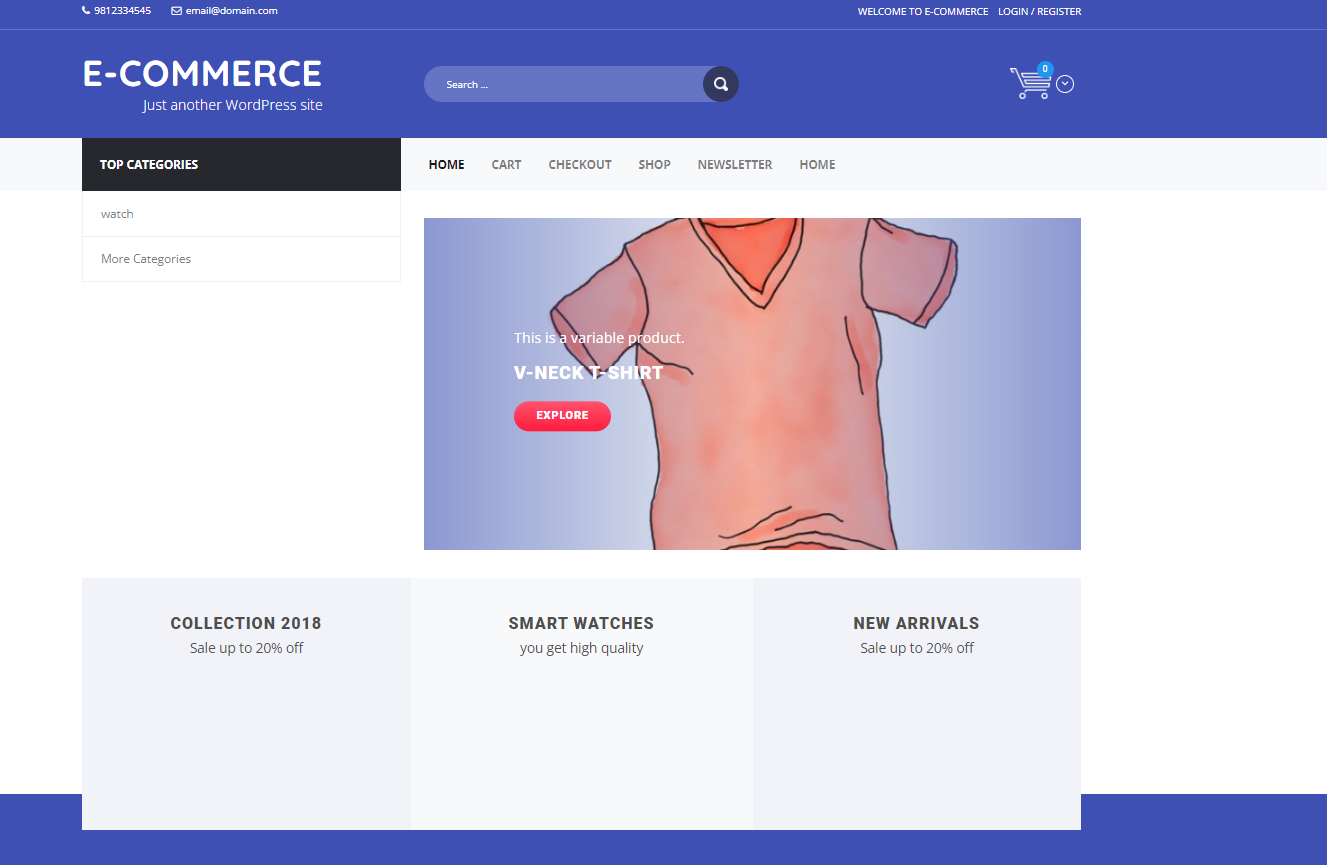 9812334545 email@domain.com
WELCOME TO E-COMMERCE LOGIN / REGISTER
E-COMMERCE
Just another WordPress site
Search ...
0
TOP CATEGORIES
HOME CART CHECKOUT SHOP NEWSLETTER HOME
watch
More Categories
This is a variable product.
V-NECK T-SHIRT
EXPLORE
COLLECTION 2018
Sale up to 20% off
SMART WATCHES
you get high quality
NEW ARRIVALS
Sale up to 20% off